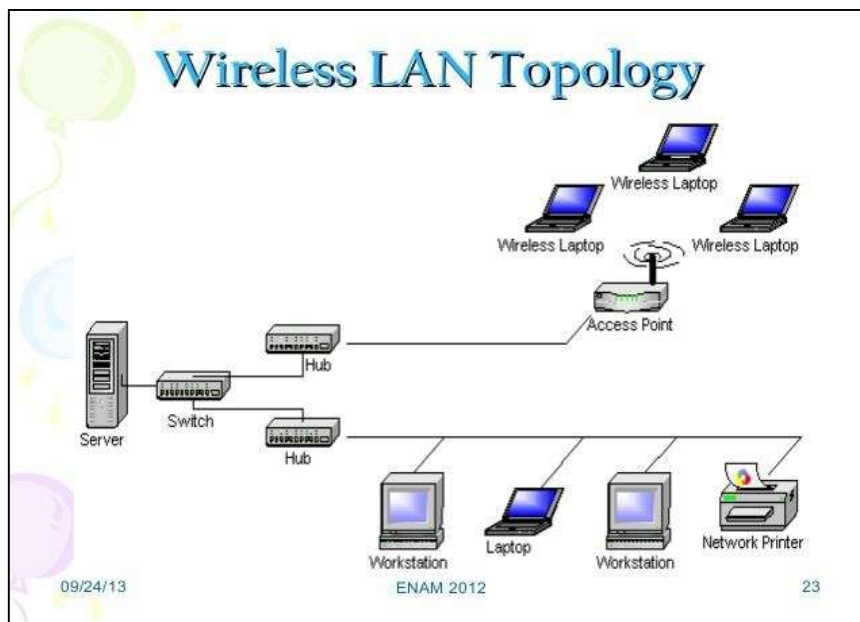 Wireless LAN Topology
Wireless Laptop
Wireless Laptop
Wireless Laptop
Access Point
Hub
Switch
Server
Hub
Workstation
Laptop
Workstation
Network Printer
09/24/13
ENAM 2012
23